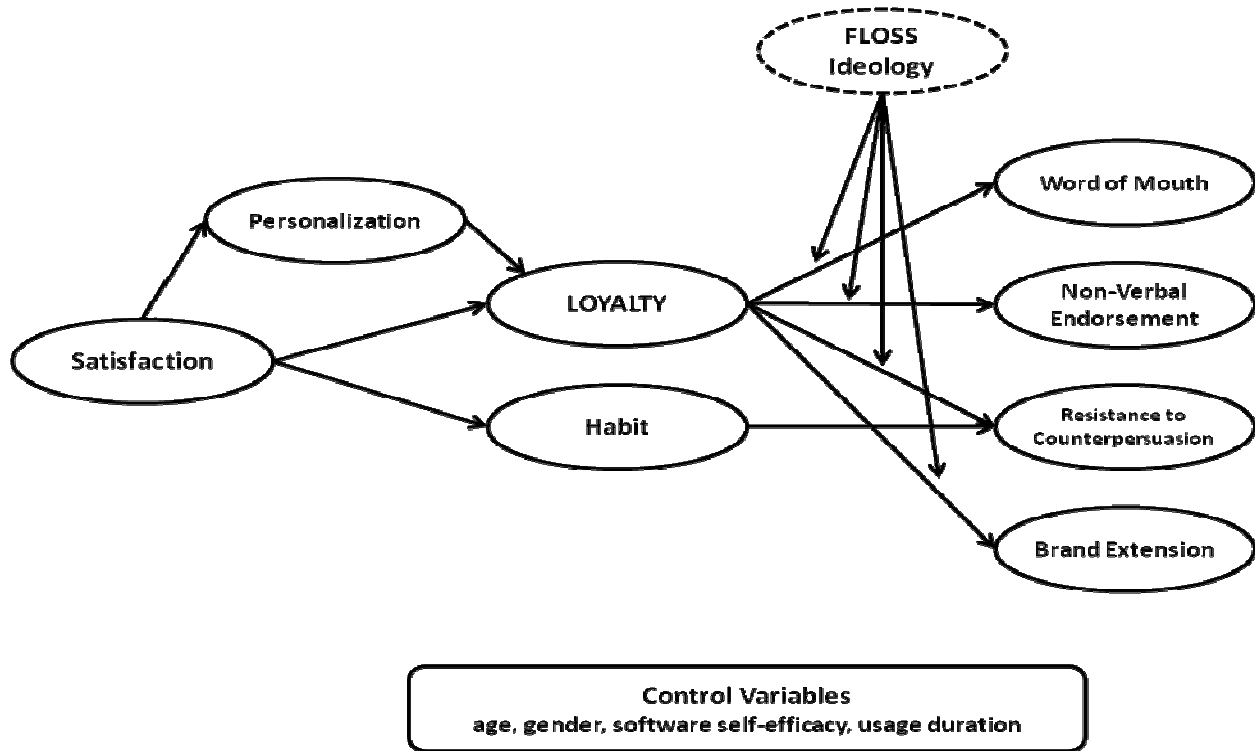 FLOSS
Ideology
Word of Mouth
Personalization
LOYALTY
Non-Verbal
Endorsement
Satisfaction
Habit
Resistance to
Counterpersuasion
Brand Extension
Control Variables
age, gender, software self-efficacy, usage duration